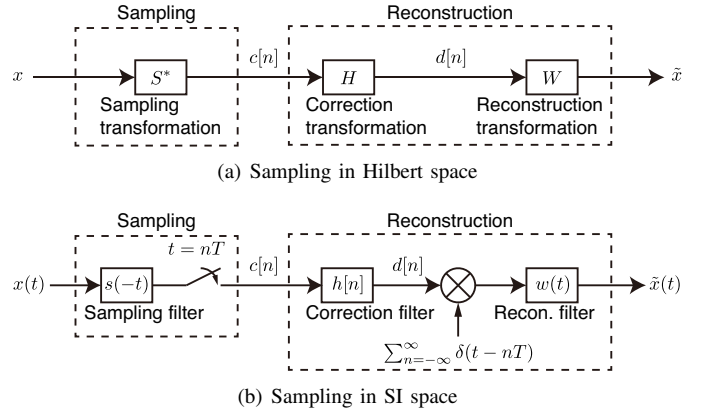 Sampling
Reconstruction
x
S*
c[n]
H
d[n]
W
x̃
Sampling transformation
Correction transformation
Reconstruction transformation
(a) Sampling in Hilbert space
Sampling
Reconstruction
x(t)
s(−t)
t = nT
c[n]
h[n]
d[n]
w(t)
x̃(t)
Sampling filter
Correction filter
Recon. filter
∑_{n=−∞}^{∞} δ(t − nT)
(b) Sampling in SI space